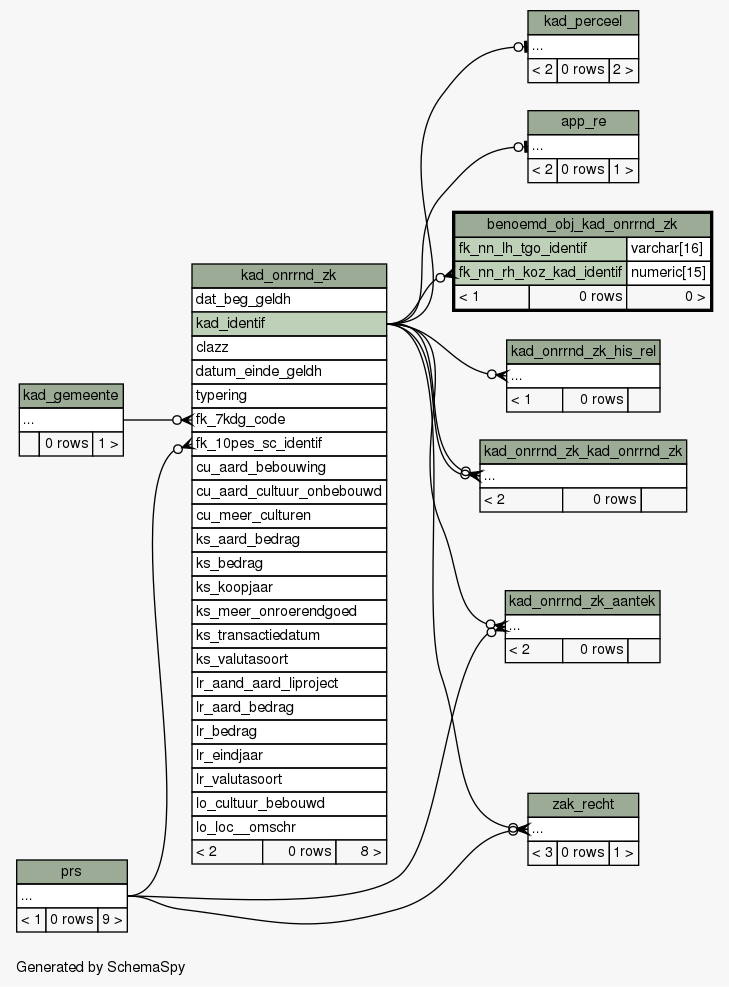 kad_perceel
...
< 2 0 rows 2 >
app_re
...
< 2 0 rows 1 >
benoemd_obj_kad_onrrnd_zk
fk_nn_lh_tgo_identif varchar[16]
fk_nn_rh_koz_kad_identif numeric[15]
< 1 0 rows 0 >
kad_onrrnd_zk
dat_beg_geldh
kad_identif
clazz
datum_einde_geldh
typering
fk_7kdg_code
fk_10pes_sc_identif
cu_aard_bebouwing
cu_aard_cultuur_onbebouwd
cu_meer_culturen
ks_aard_bedrag
ks_bedrag
ks_koopjaar
ks_meer_onroerendgoed
ks_transactiedatum
ks_valutasoort
lr_aand_aard_liproject
lr_aard_bedrag
lr_bedrag
lr_eindjaar
lr_valutasoort
lo_cultuur_bebouwd
lo_loc__omschr
< 2 0 rows 8 >
kad_onrrnd_zk_his_rel
...
< 1 0 rows
kad_gemeente
...
0 rows 1 >
kad_onrrnd_zk_kad_onrrnd_zk
...
< 2 0 rows
kad_onrrnd_zk_aantek
...
< 2 0 rows
zak_recht
...
< 3 0 rows 1 >
prs
...
< 1 0 rows 9 >
Generated by SchemaSpy